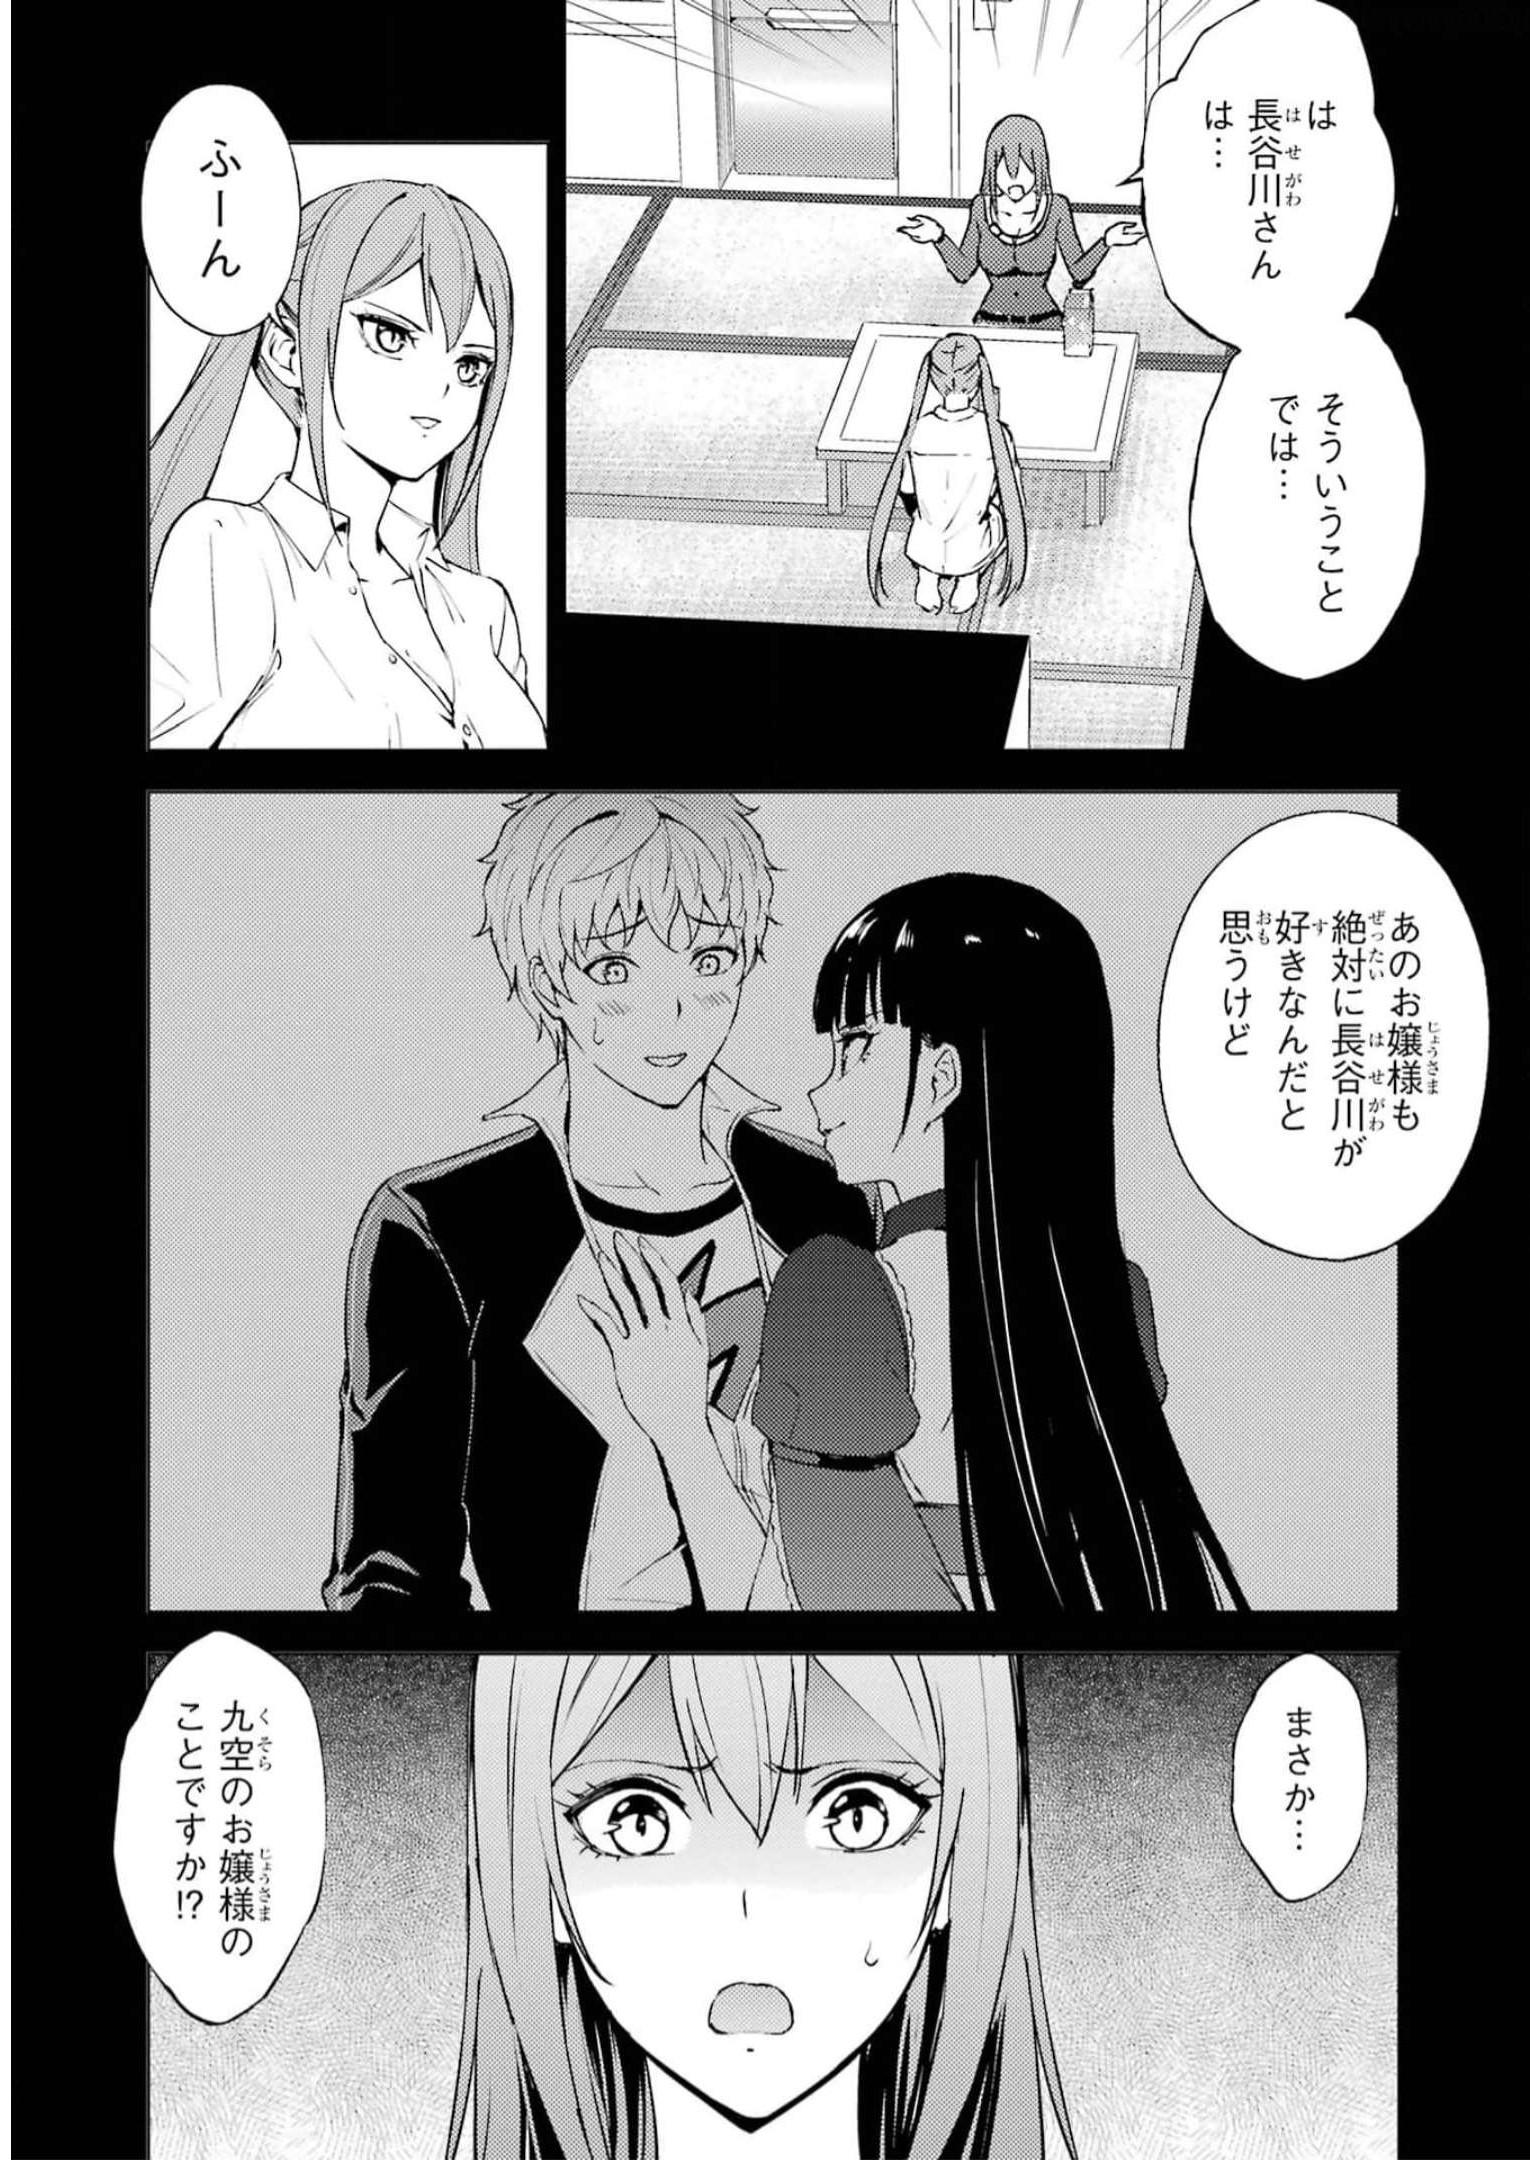 は
長谷川さん
は…
そういうこと
では…
ふーん
あのお嬢様も
絶対に長谷川が
好きなんだと
思うけど
まさか…
九空のお嬢様の
ことですか!?